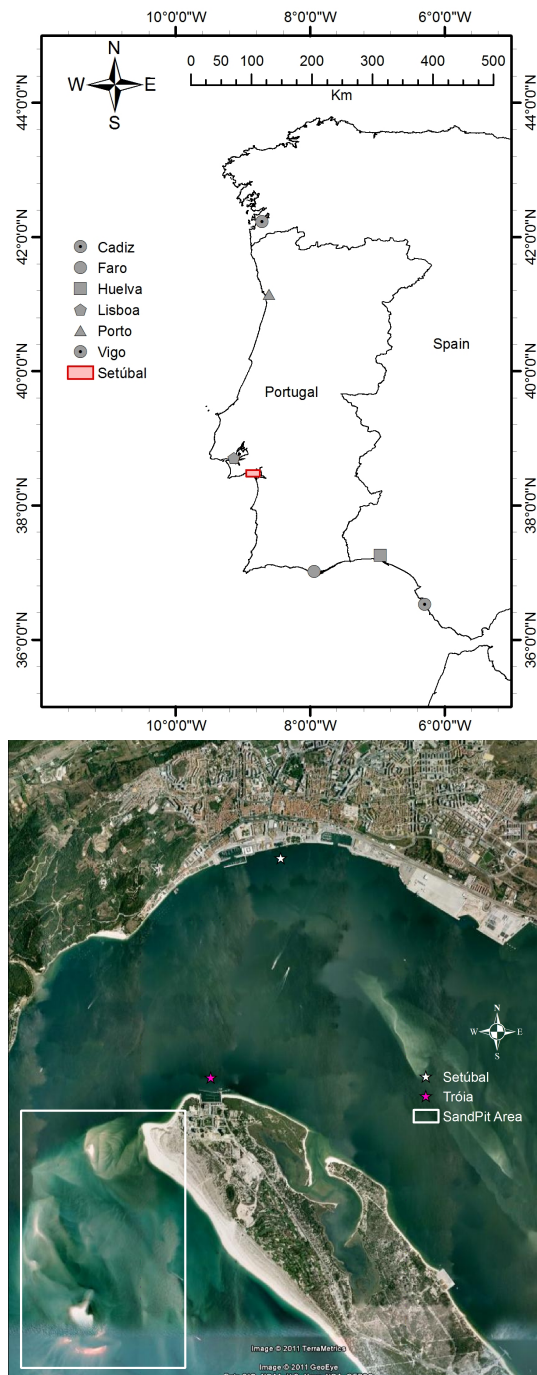 10°0'0"W 8°0'0"W 6°0'0"W
N
W E
S
0 50 100 200 300 400 500
Km
44°0'0"N 44°0'0"N
42°0'0"N 42°0'0"N
Cadiz
Faro
Huelva
Lisboa
Porto
Vigo
Setúbal
Spain
40°0'0"N 40°0'0"N
Portugal
38°0'0"N 38°0'0"N
36°0'0"N 36°0'0"N
10°0'0"W 8°0'0"W 6°0'0"W
N
W E
S
Setúbal
Tróia
SandPit Area
Image © 2011 TerraMetrics
Image © 2011 GeoEye